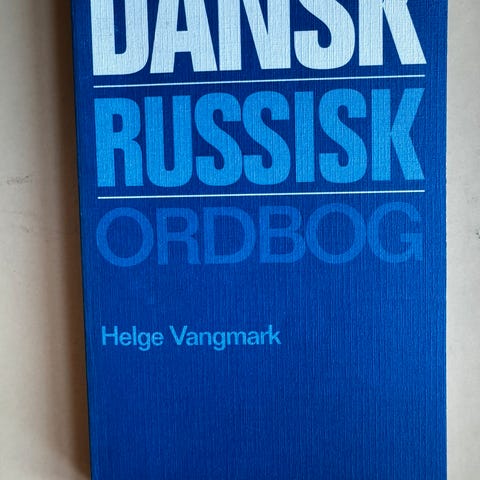 DANSK
RUSSISK
ORDBOG
Helge Vangmark